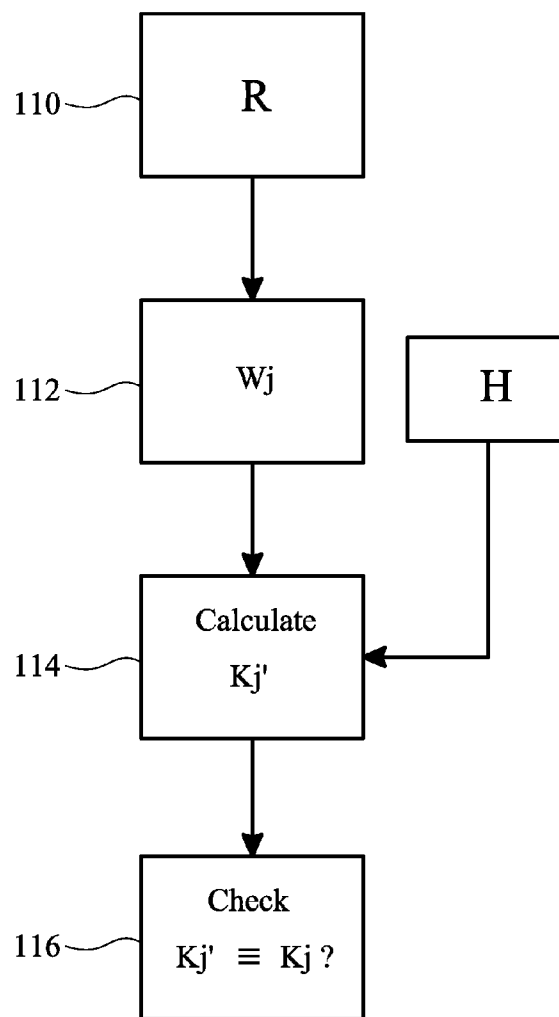 110
R
112
Wj
H
114
Calculate
Kj'
116
Check
Kj' ≡ Kj ?